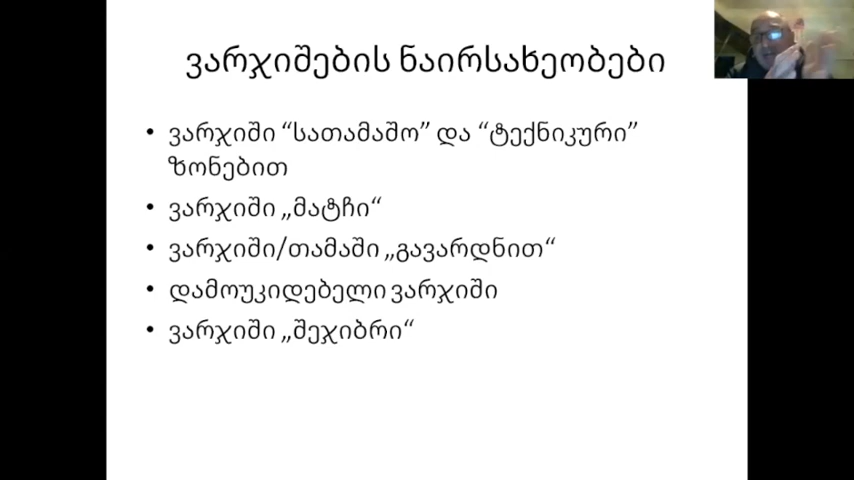 ვარჯიშების ნაირსახეობები
• ვარჯიში “სათამაშო” და “ტექნიკური”
ზონებით
• ვარჯიში „მატჩი“
• ვარჯიში/თამაში „გავარდნით“
• დამოუკიდებელი ვარჯიში
• ვარჯიში „შეჯიბრი“